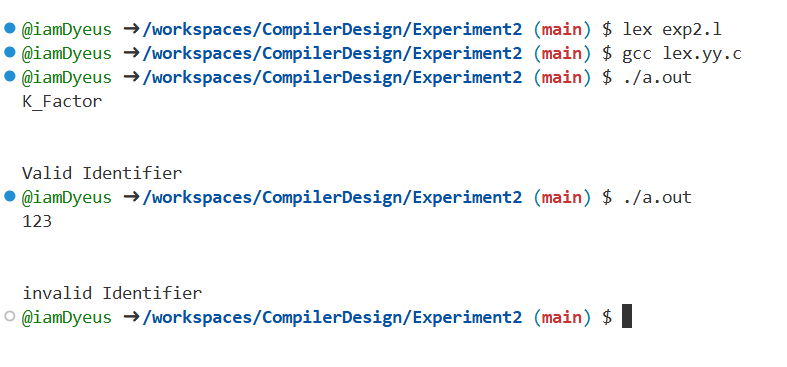 @iamDyeus →/workspaces/CompilerDesign/Experiment2 (main) $ lex exp2.l
@iamDyeus →/workspaces/CompilerDesign/Experiment2 (main) $ gcc lex.yy.c
@iamDyeus →/workspaces/CompilerDesign/Experiment2 (main) $ ./a.out
K_Factor
Valid Identifier
@iamDyeus →/workspaces/CompilerDesign/Experiment2 (main) $ ./a.out
123
invalid Identifier
@iamDyeus →/workspaces/CompilerDesign/Experiment2 (main) $